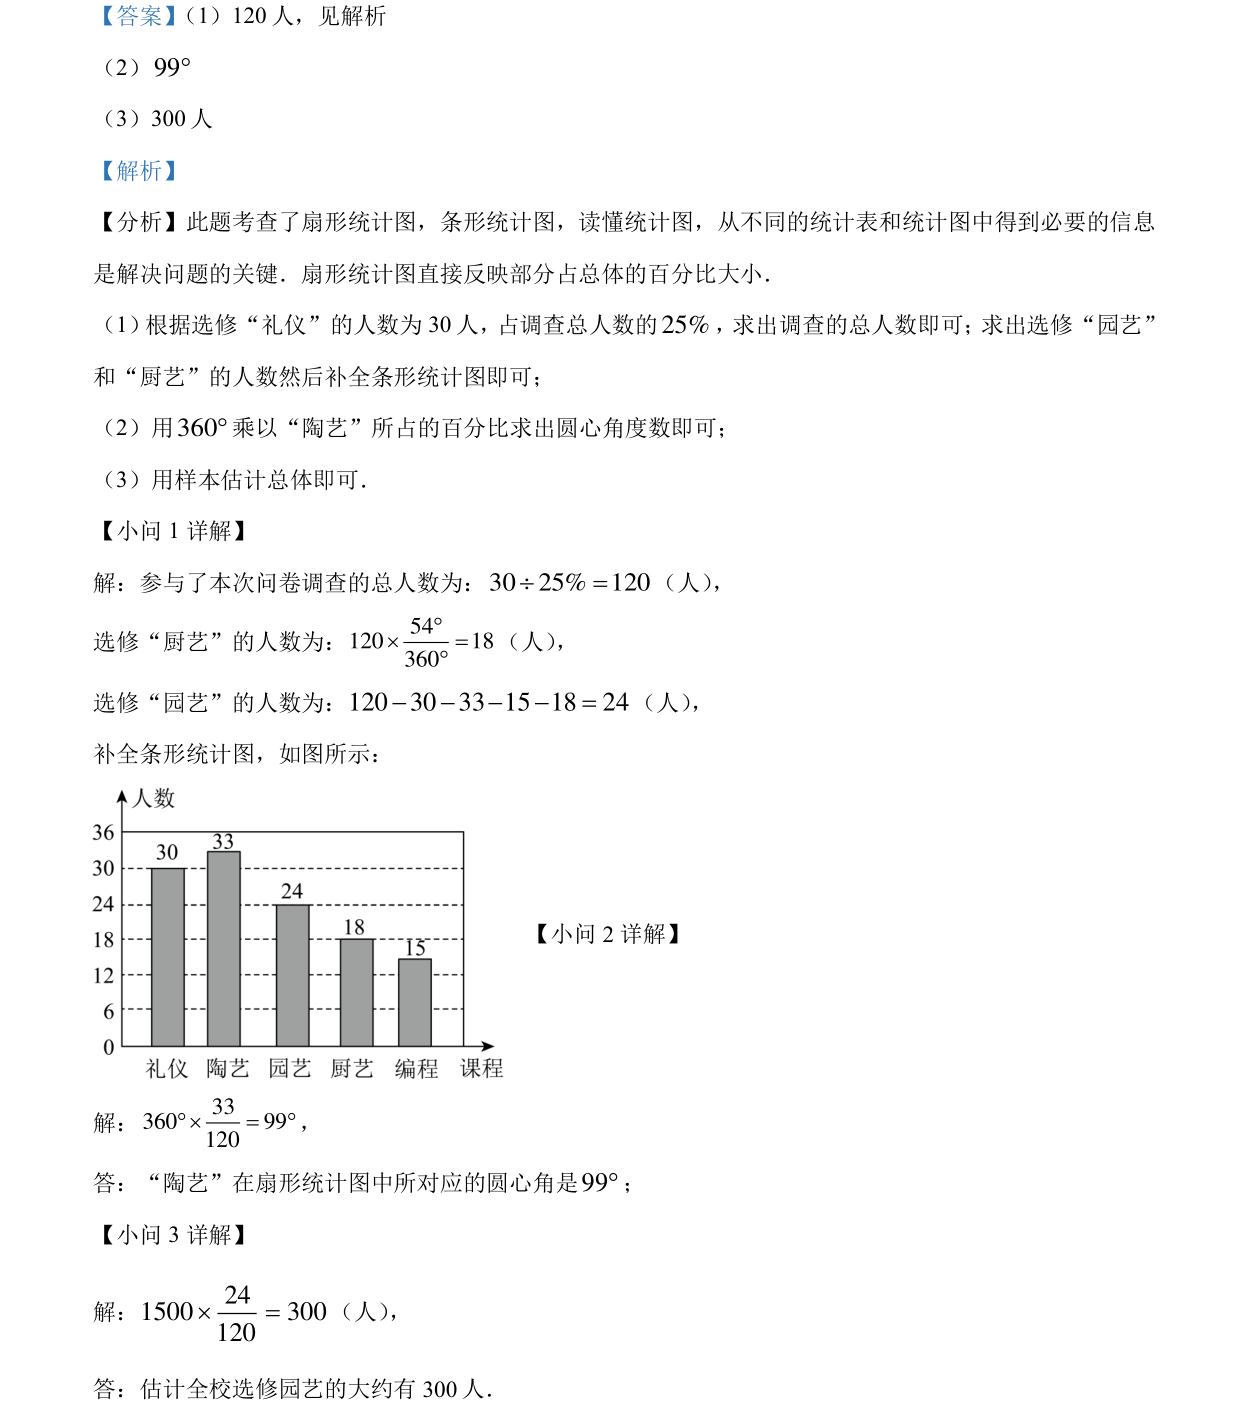 【答案】（1）120 人，见解析
（2）99°
（3）300 人
【解析】
【分析】此题考查了扇形统计图，条形统计图，读懂统计图，从不同的统计表和统计图中得到必要的信息
是解决问题的关键．扇形统计图直接反映部分占总体的百分比大小．
（1）根据选修“礼仪”的人数为 30 人，占调查总人数的 25%，求出调查的总人数即可；求出选修“园艺”
和“厨艺”的人数然后补全条形统计图即可；
（2）用 360° 乘以“陶艺”所占的百分比求出圆心角度数即可；
（3）用样本估计总体即可．
【小问 1 详解】
解：参与了本次问卷调查的总人数为：30÷25%=120（人），
选修“厨艺”的人数为：120×54°/360°=18（人），
选修“园艺”的人数为：120−30−33−15−18=24（人），
补全条形统计图，如图所示：
人数
36
30
24
18
12
6
0
30
33
24
18
15
礼仪 陶艺 园艺 厨艺 编程 课程
【小问 2 详解】
解：360°×33/120=99°，
答：“陶艺”在扇形统计图中所对应的圆心角是 99°；
【小问 3 详解】
解：1500×24/120=300（人），
答：估计全校选修园艺的大约有 300 人．